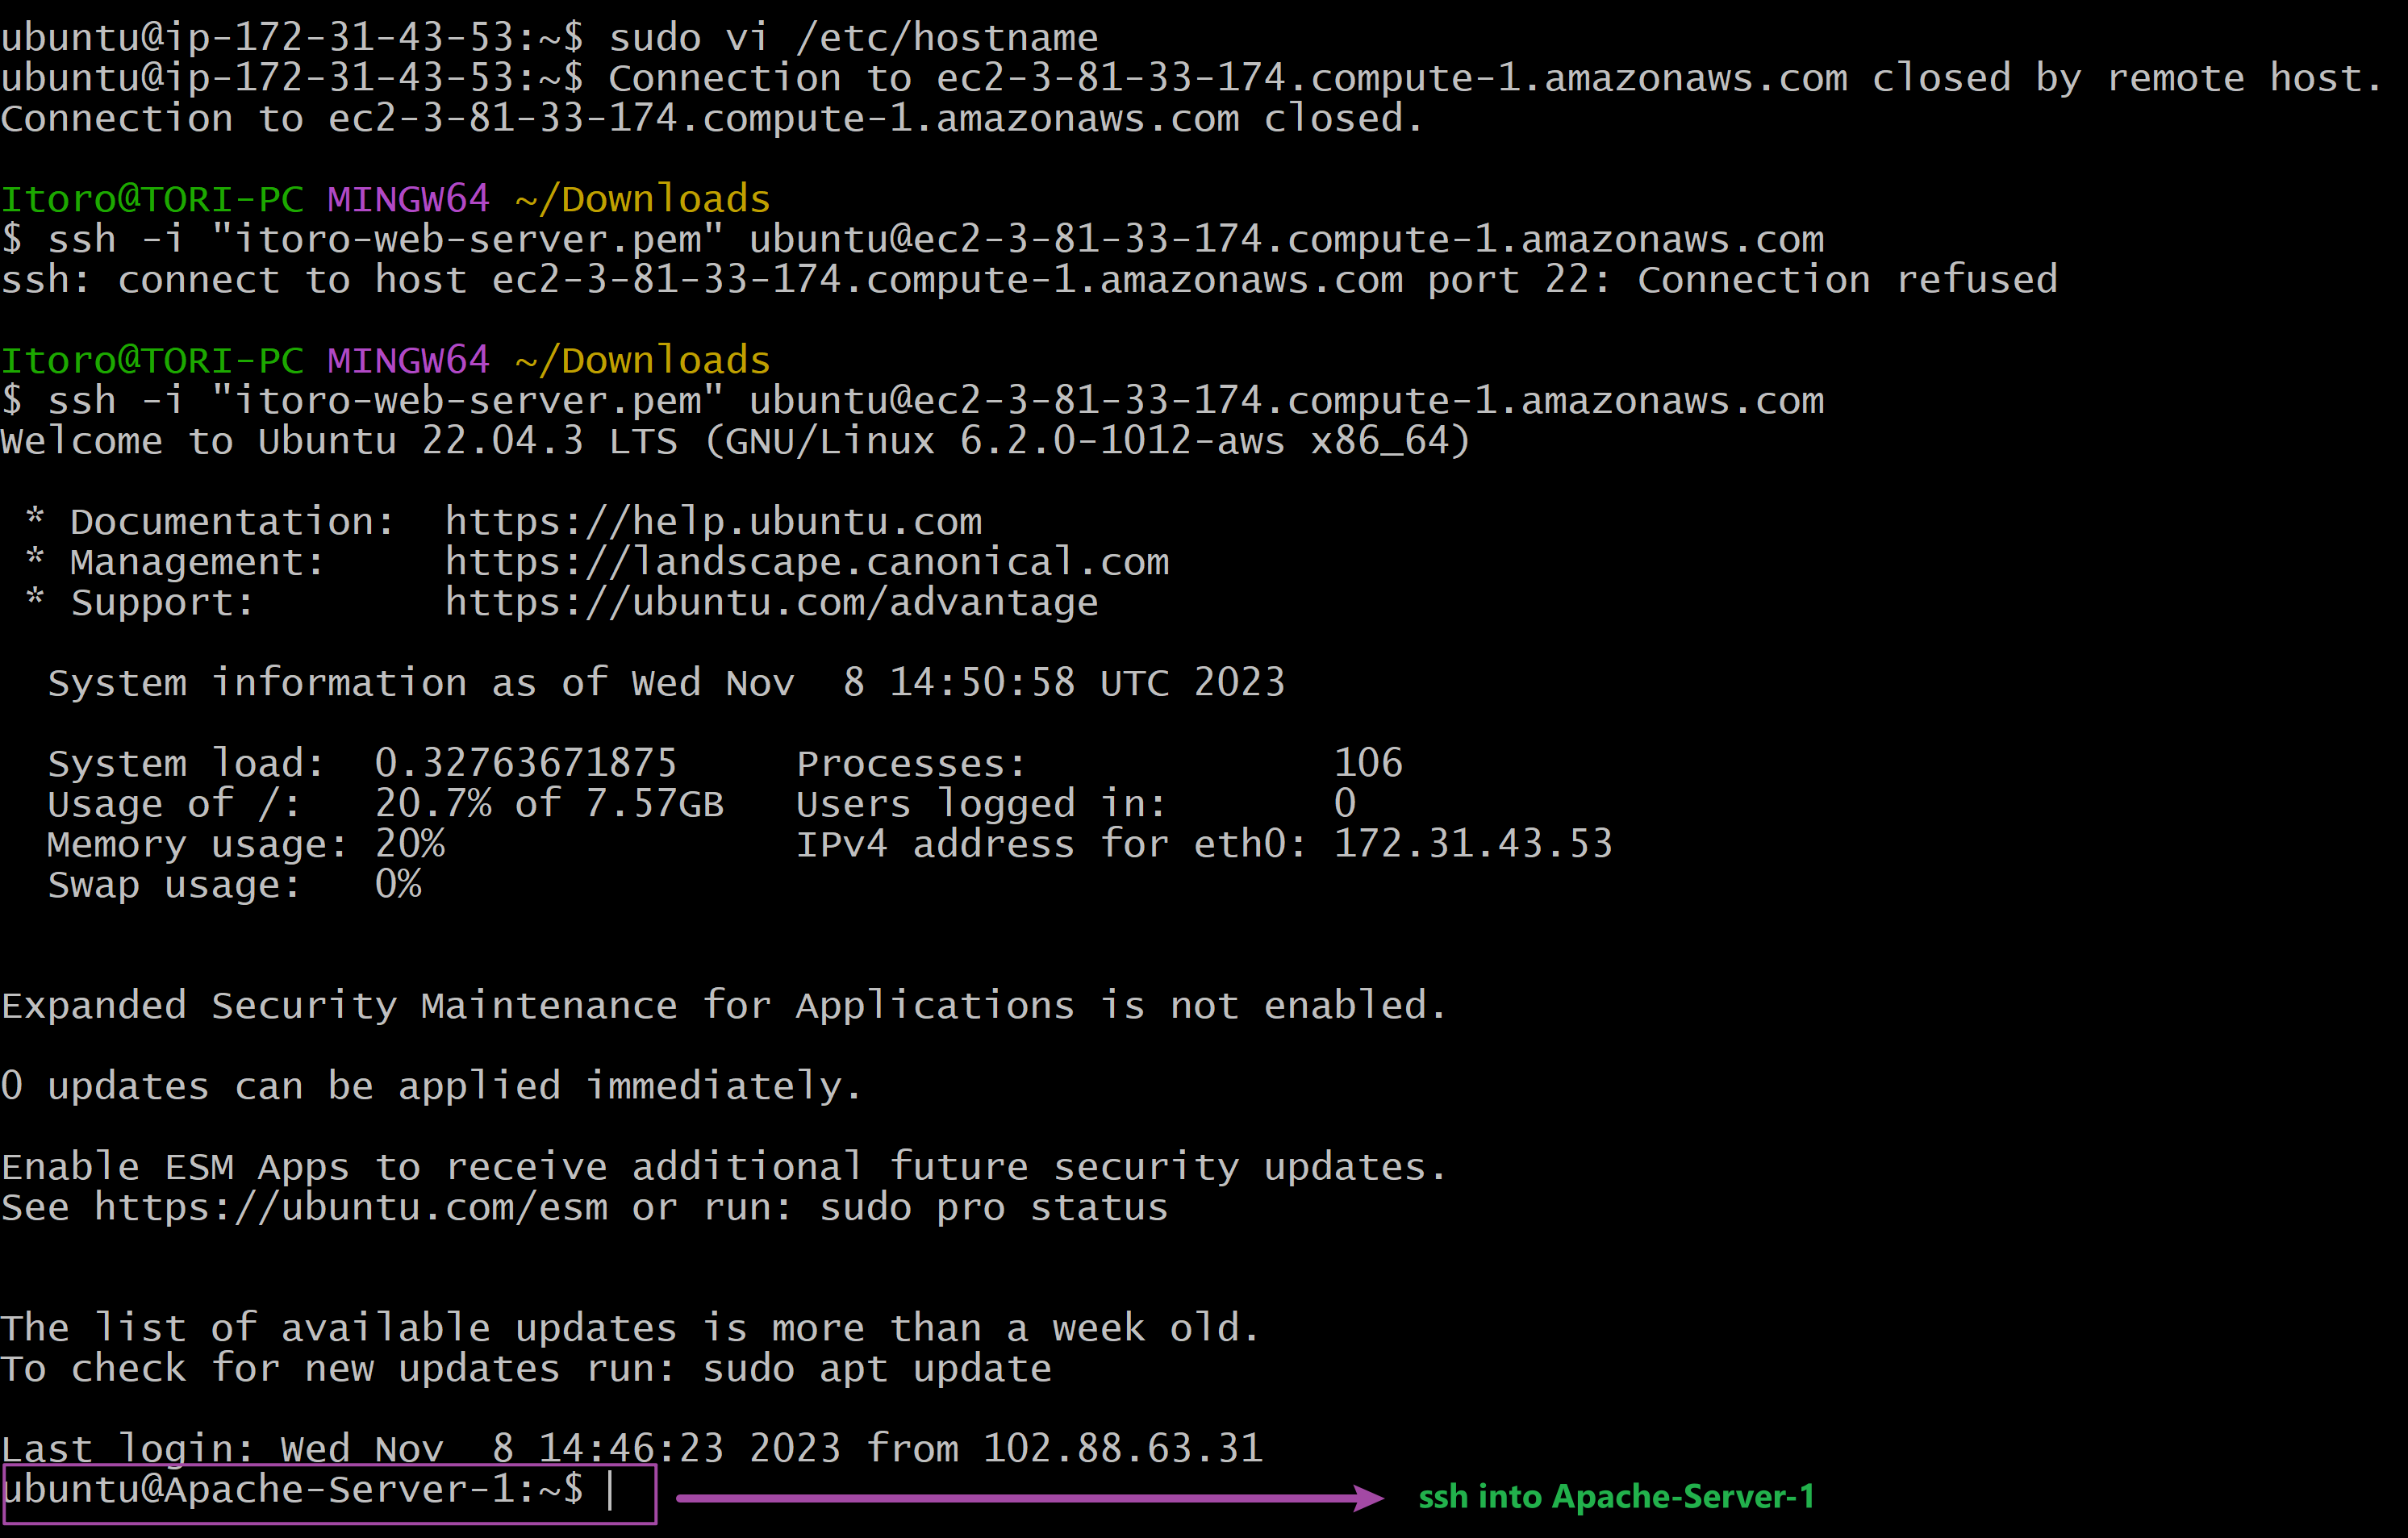 ubuntu@ip-172-31-43-53:~$ sudo vi /etc/hostname
ubuntu@ip-172-31-43-53:~$ Connection to ec2-3-81-33-174.compute-1.amazonaws.com closed by remote host.
Connection to ec2-3-81-33-174.compute-1.amazonaws.com closed.
Itoro@TORI-PC MINGW64 ~/Downloads
$ ssh -i "itoro-web-server.pem" ubuntu@ec2-3-81-33-174.compute-1.amazonaws.com
ssh: connect to host ec2-3-81-33-174.compute-1.amazonaws.com port 22: Connection refused
Itoro@TORI-PC MINGW64 ~/Downloads
$ ssh -i "itoro-web-server.pem" ubuntu@ec2-3-81-33-174.compute-1.amazonaws.com
Welcome to Ubuntu 22.04.3 LTS (GNU/Linux 6.2.0-1012-aws x86_64)
* Documentation:  https://help.ubuntu.com
* Management:     https://landscape.canonical.com
* Support:        https://ubuntu.com/advantage
System information as of Wed Nov  8 14:50:58 UTC 2023
System load:  0.32763671875     Processes:             106
Usage of /:   20.7% of 7.57GB   Users logged in:       0
Memory usage: 20%               IPv4 address for eth0: 172.31.43.53
Swap usage:   0%
Expanded Security Maintenance for Applications is not enabled.
0 updates can be applied immediately.
Enable ESM Apps to receive additional future security updates.
See https://ubuntu.com/esm or run: sudo pro status
The list of available updates is more than a week old.
To check for new updates run: sudo apt update
Last login: Wed Nov  8 14:46:23 2023 from 102.88.63.31
ubuntu@Apache-Server-1:~$ ssh into Apache-Server-1